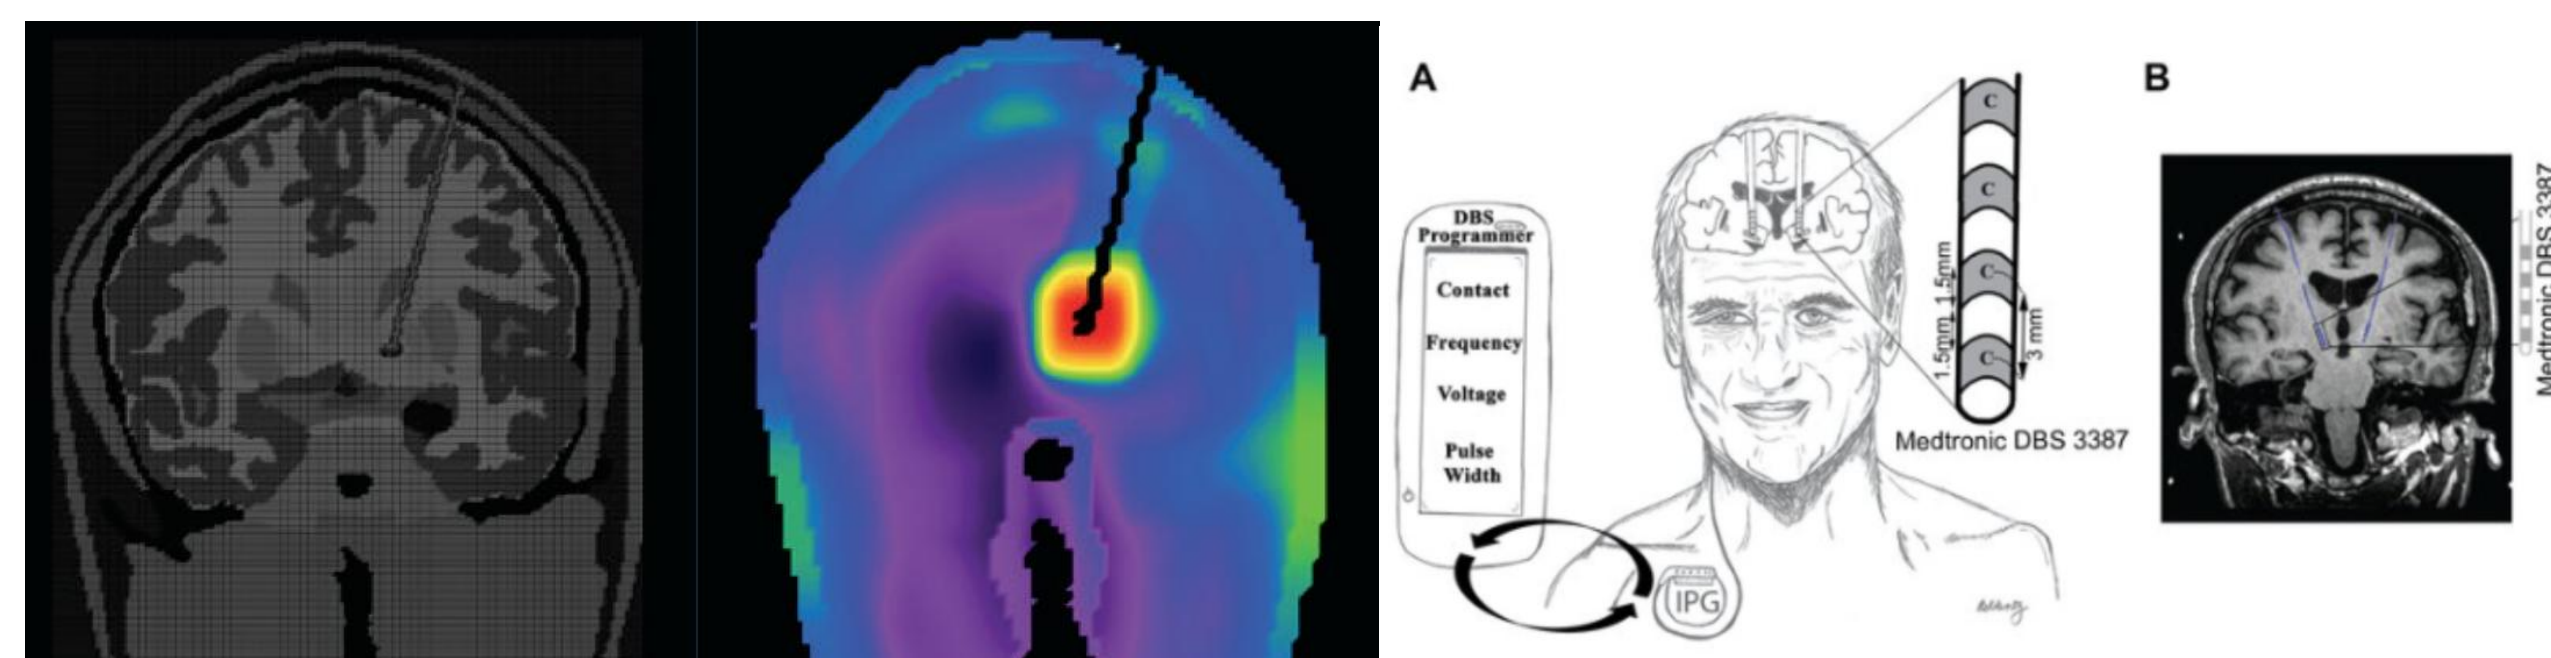 A
DBS
Programmer
Contact
Frequency
Voltage
Pulse
Width
IPG
C
C
C
C
1.5mm 1.5mm
3 mm
Medtronic DBS 3387
B
Medtronic DBS 3387